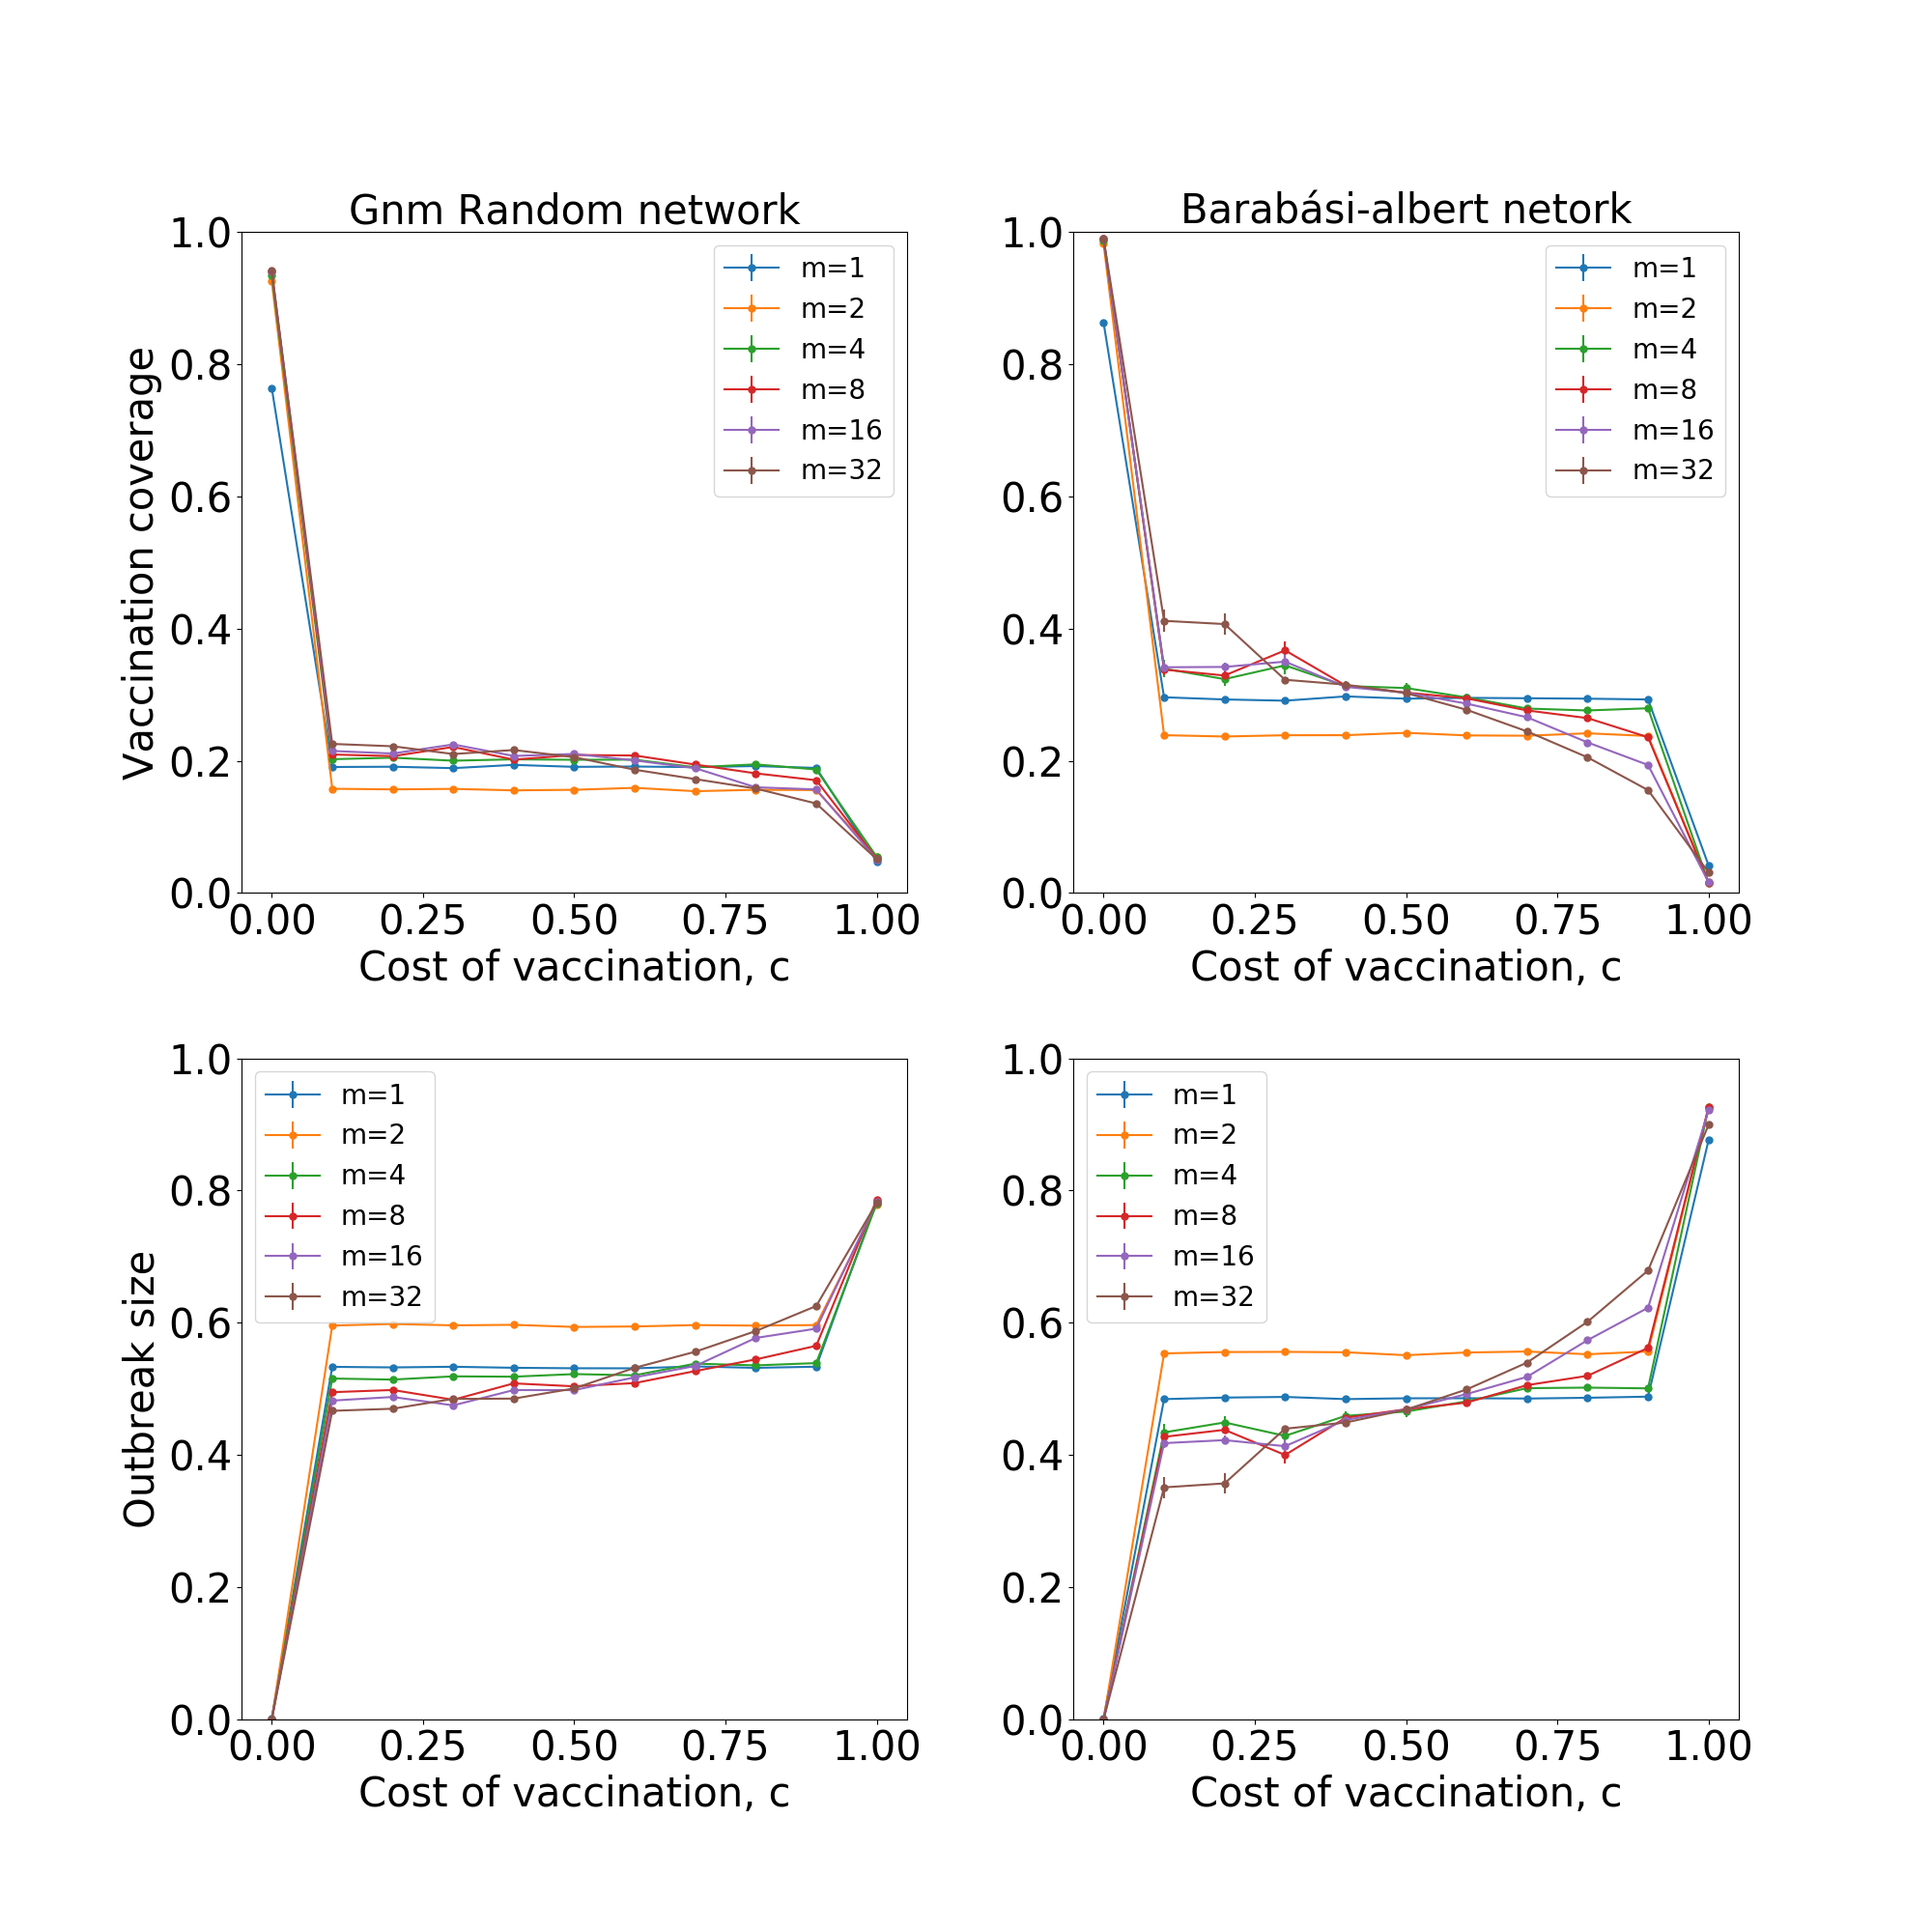 Gnm Random network
Vaccination coverage
1.0
0.8
0.6
0.4
0.2
0.0
m=1
m=2
m=4
m=8
m=16
m=32
0.00 0.25 0.50 0.75 1.00
Cost of vaccination, c
Barabási-albert netork
1.0
0.8
0.6
0.4
0.2
0.0
m=1
m=2
m=4
m=8
m=16
m=32
0.00 0.25 0.50 0.75 1.00
Cost of vaccination, c
Outbreak size
1.0
0.8
0.6
0.4
0.2
0.0
m=1
m=2
m=4
m=8
m=16
m=32
0.00 0.25 0.50 0.75 1.00
Cost of vaccination, c
1.0
0.8
0.6
0.4
0.2
0.0
m=1
m=2
m=4
m=8
m=16
m=32
0.00 0.25 0.50 0.75 1.00
Cost of vaccination, c